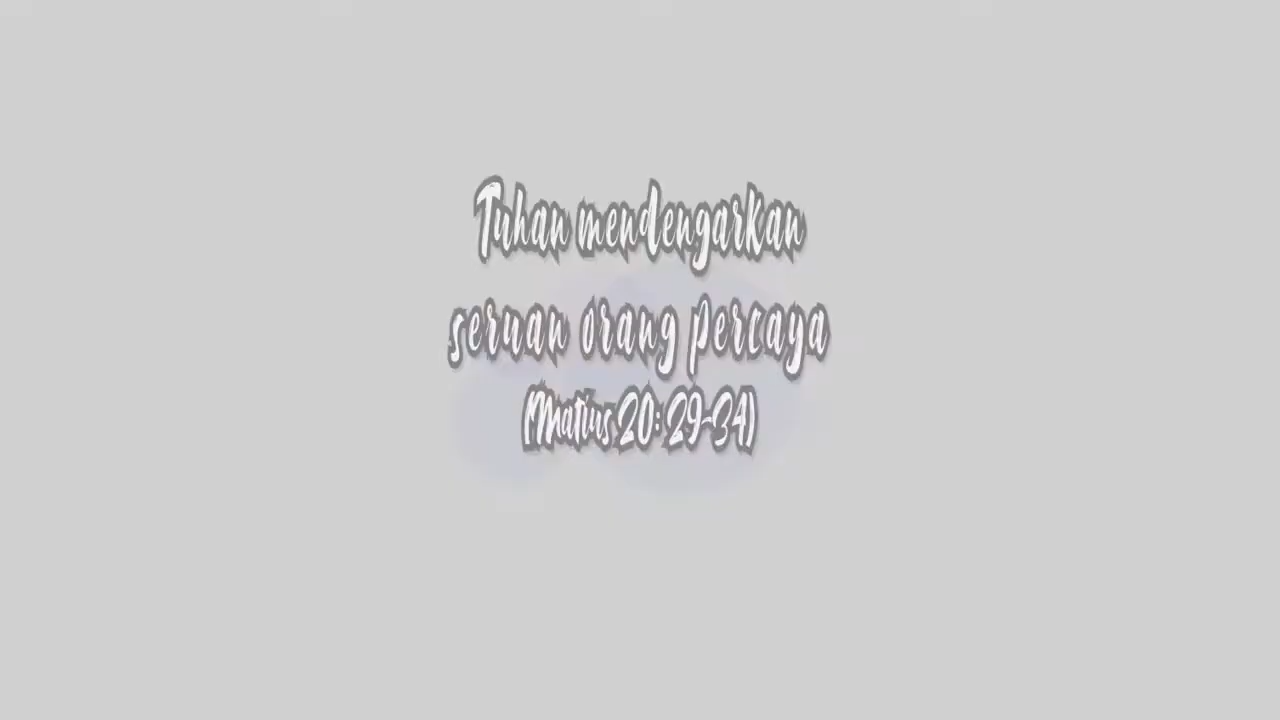 Tuhan mendengarkan
seruan orang percaya
(Matius 20: 29-34)